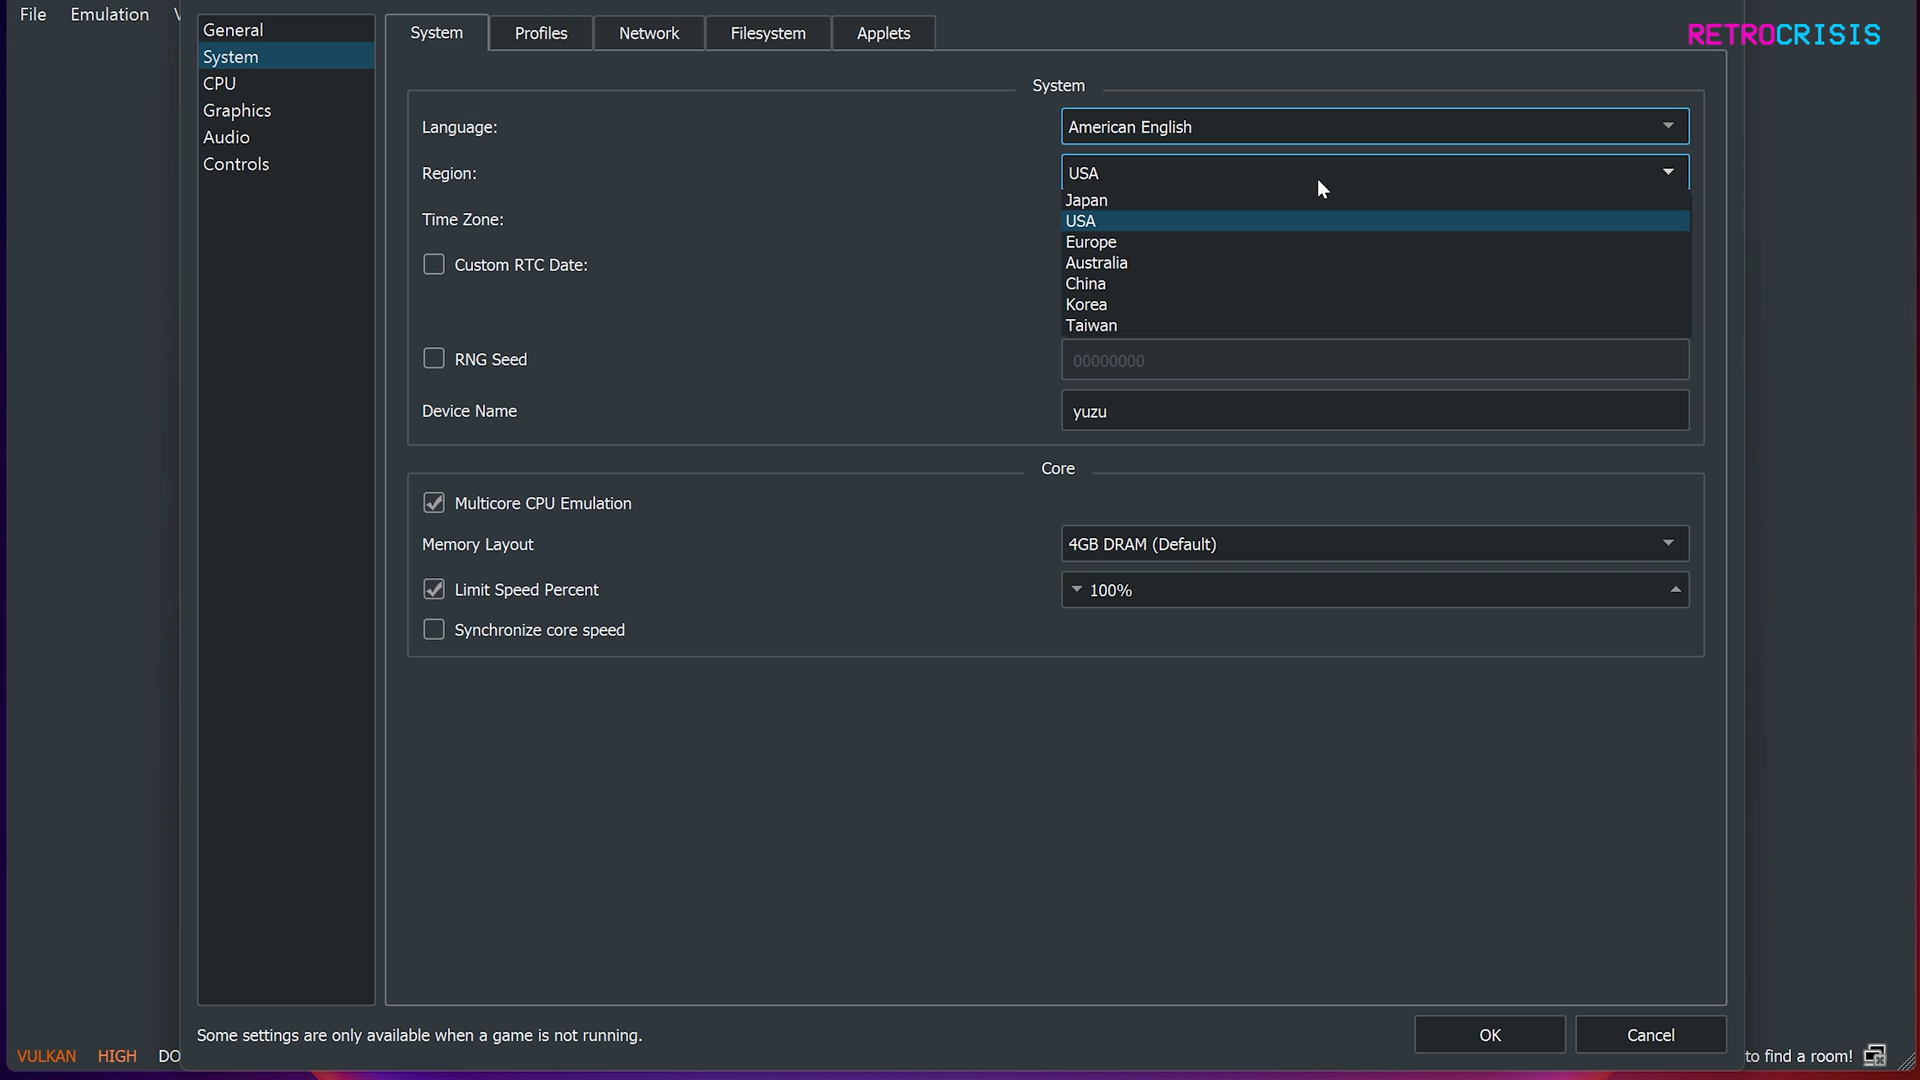 File Emulation
RETROCRISIS
General
System
CPU
Graphics
Audio
Controls
System Profiles Network Filesystem Applets
System
Language: American English
Region: USA
Japan
USA
Europe
Australia
China
Korea
Taiwan
Time Zone:
Custom RTC Date:
RNG Seed 00000000
Device Name yuzu
Core
Multicore CPU Emulation
Memory Layout 4GB DRAM (Default)
Limit Speed Percent 100%
Synchronize core speed
Some settings are only available when a game is not running.
OK Cancel
VULKAN HIGH DO
to find a room!